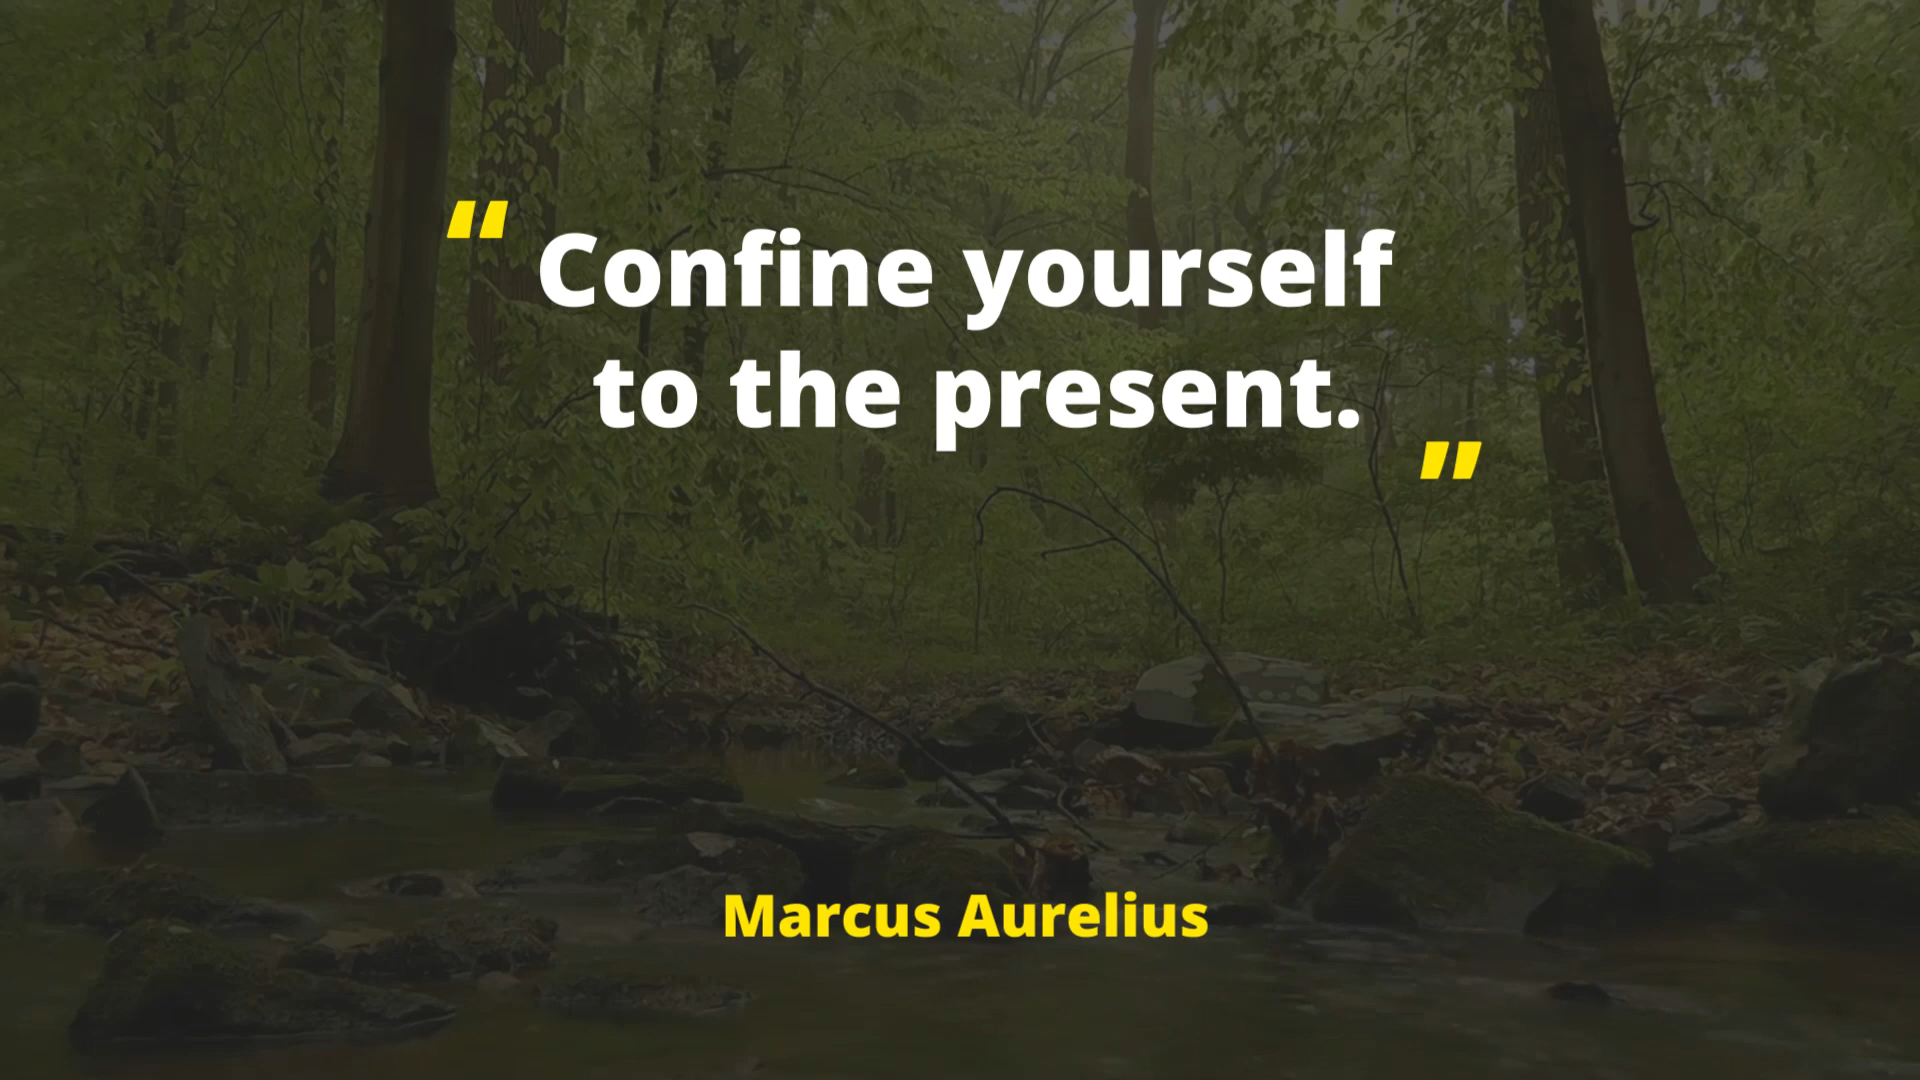 “Confine yourself
to the present.”
Marcus Aurelius